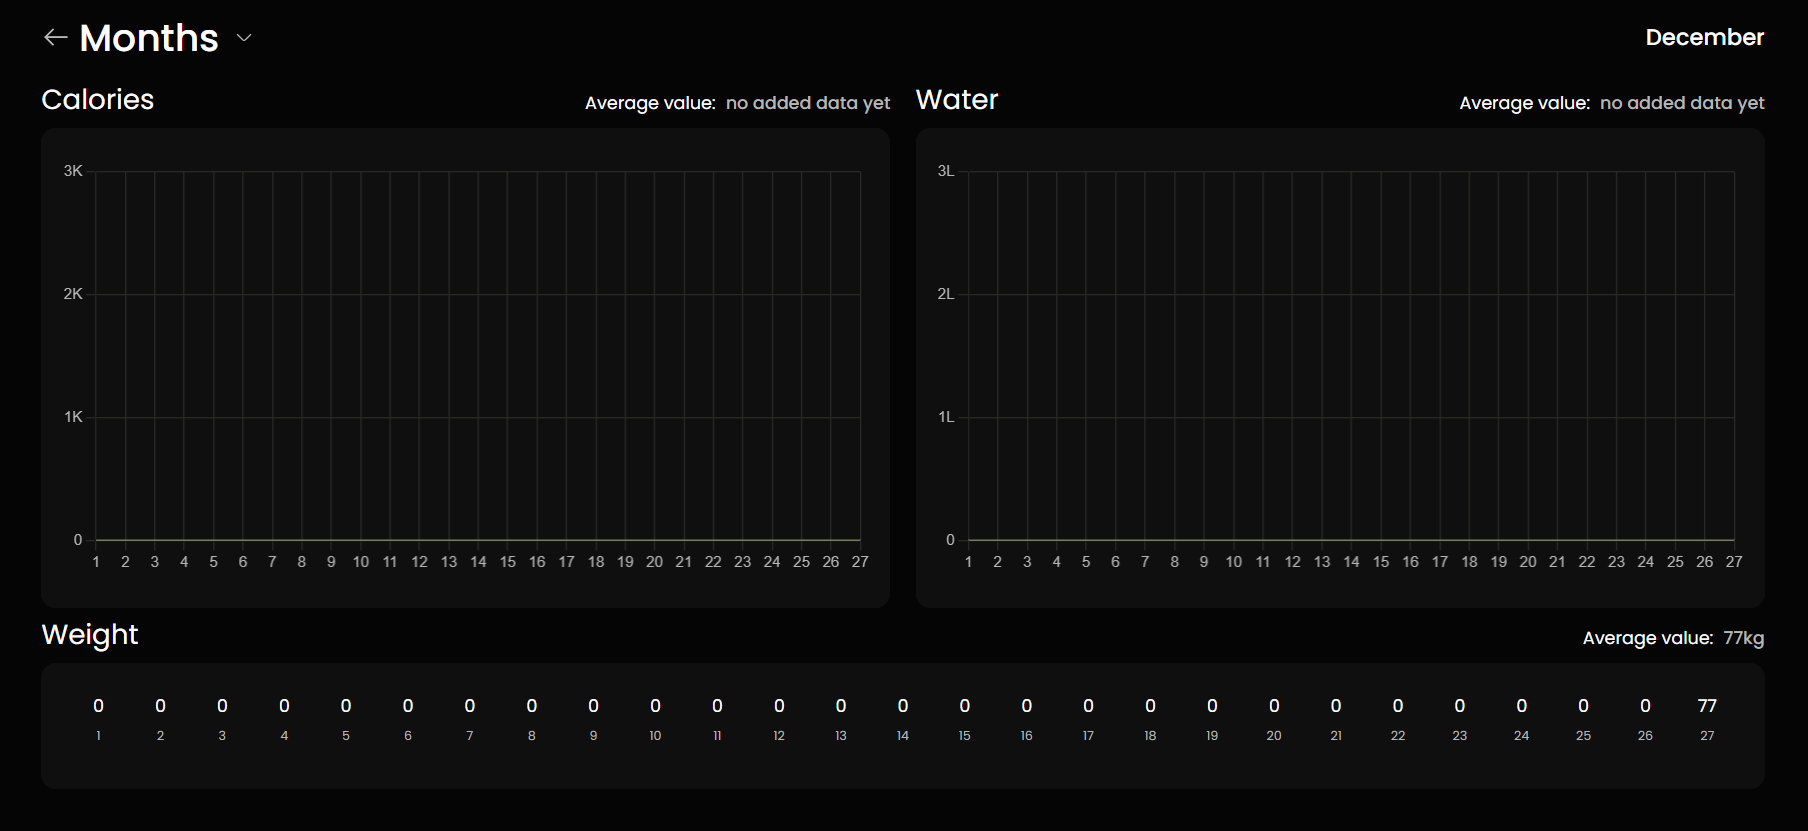 Months
December
Calories
Average value: no added data yet
3K
2K
1K
0
1 2 3 4 5 6 7 8 9 10 11 12 13 14 15 16 17 18 19 20 21 22 23 24 25 26 27
Water
Average value: no added data yet
3L
2L
1L
0
1 2 3 4 5 6 7 8 9 10 11 12 13 14 15 16 17 18 19 20 21 22 23 24 25 26 27
Weight
Average value: 77kg
0 0 0 0 0 0 0 0 0 0 0 0 0 0 0 0 0 0 0 0 0 0 0 0 0 0 77
1 2 3 4 5 6 7 8 9 10 11 12 13 14 15 16 17 18 19 20 21 22 23 24 25 26 27